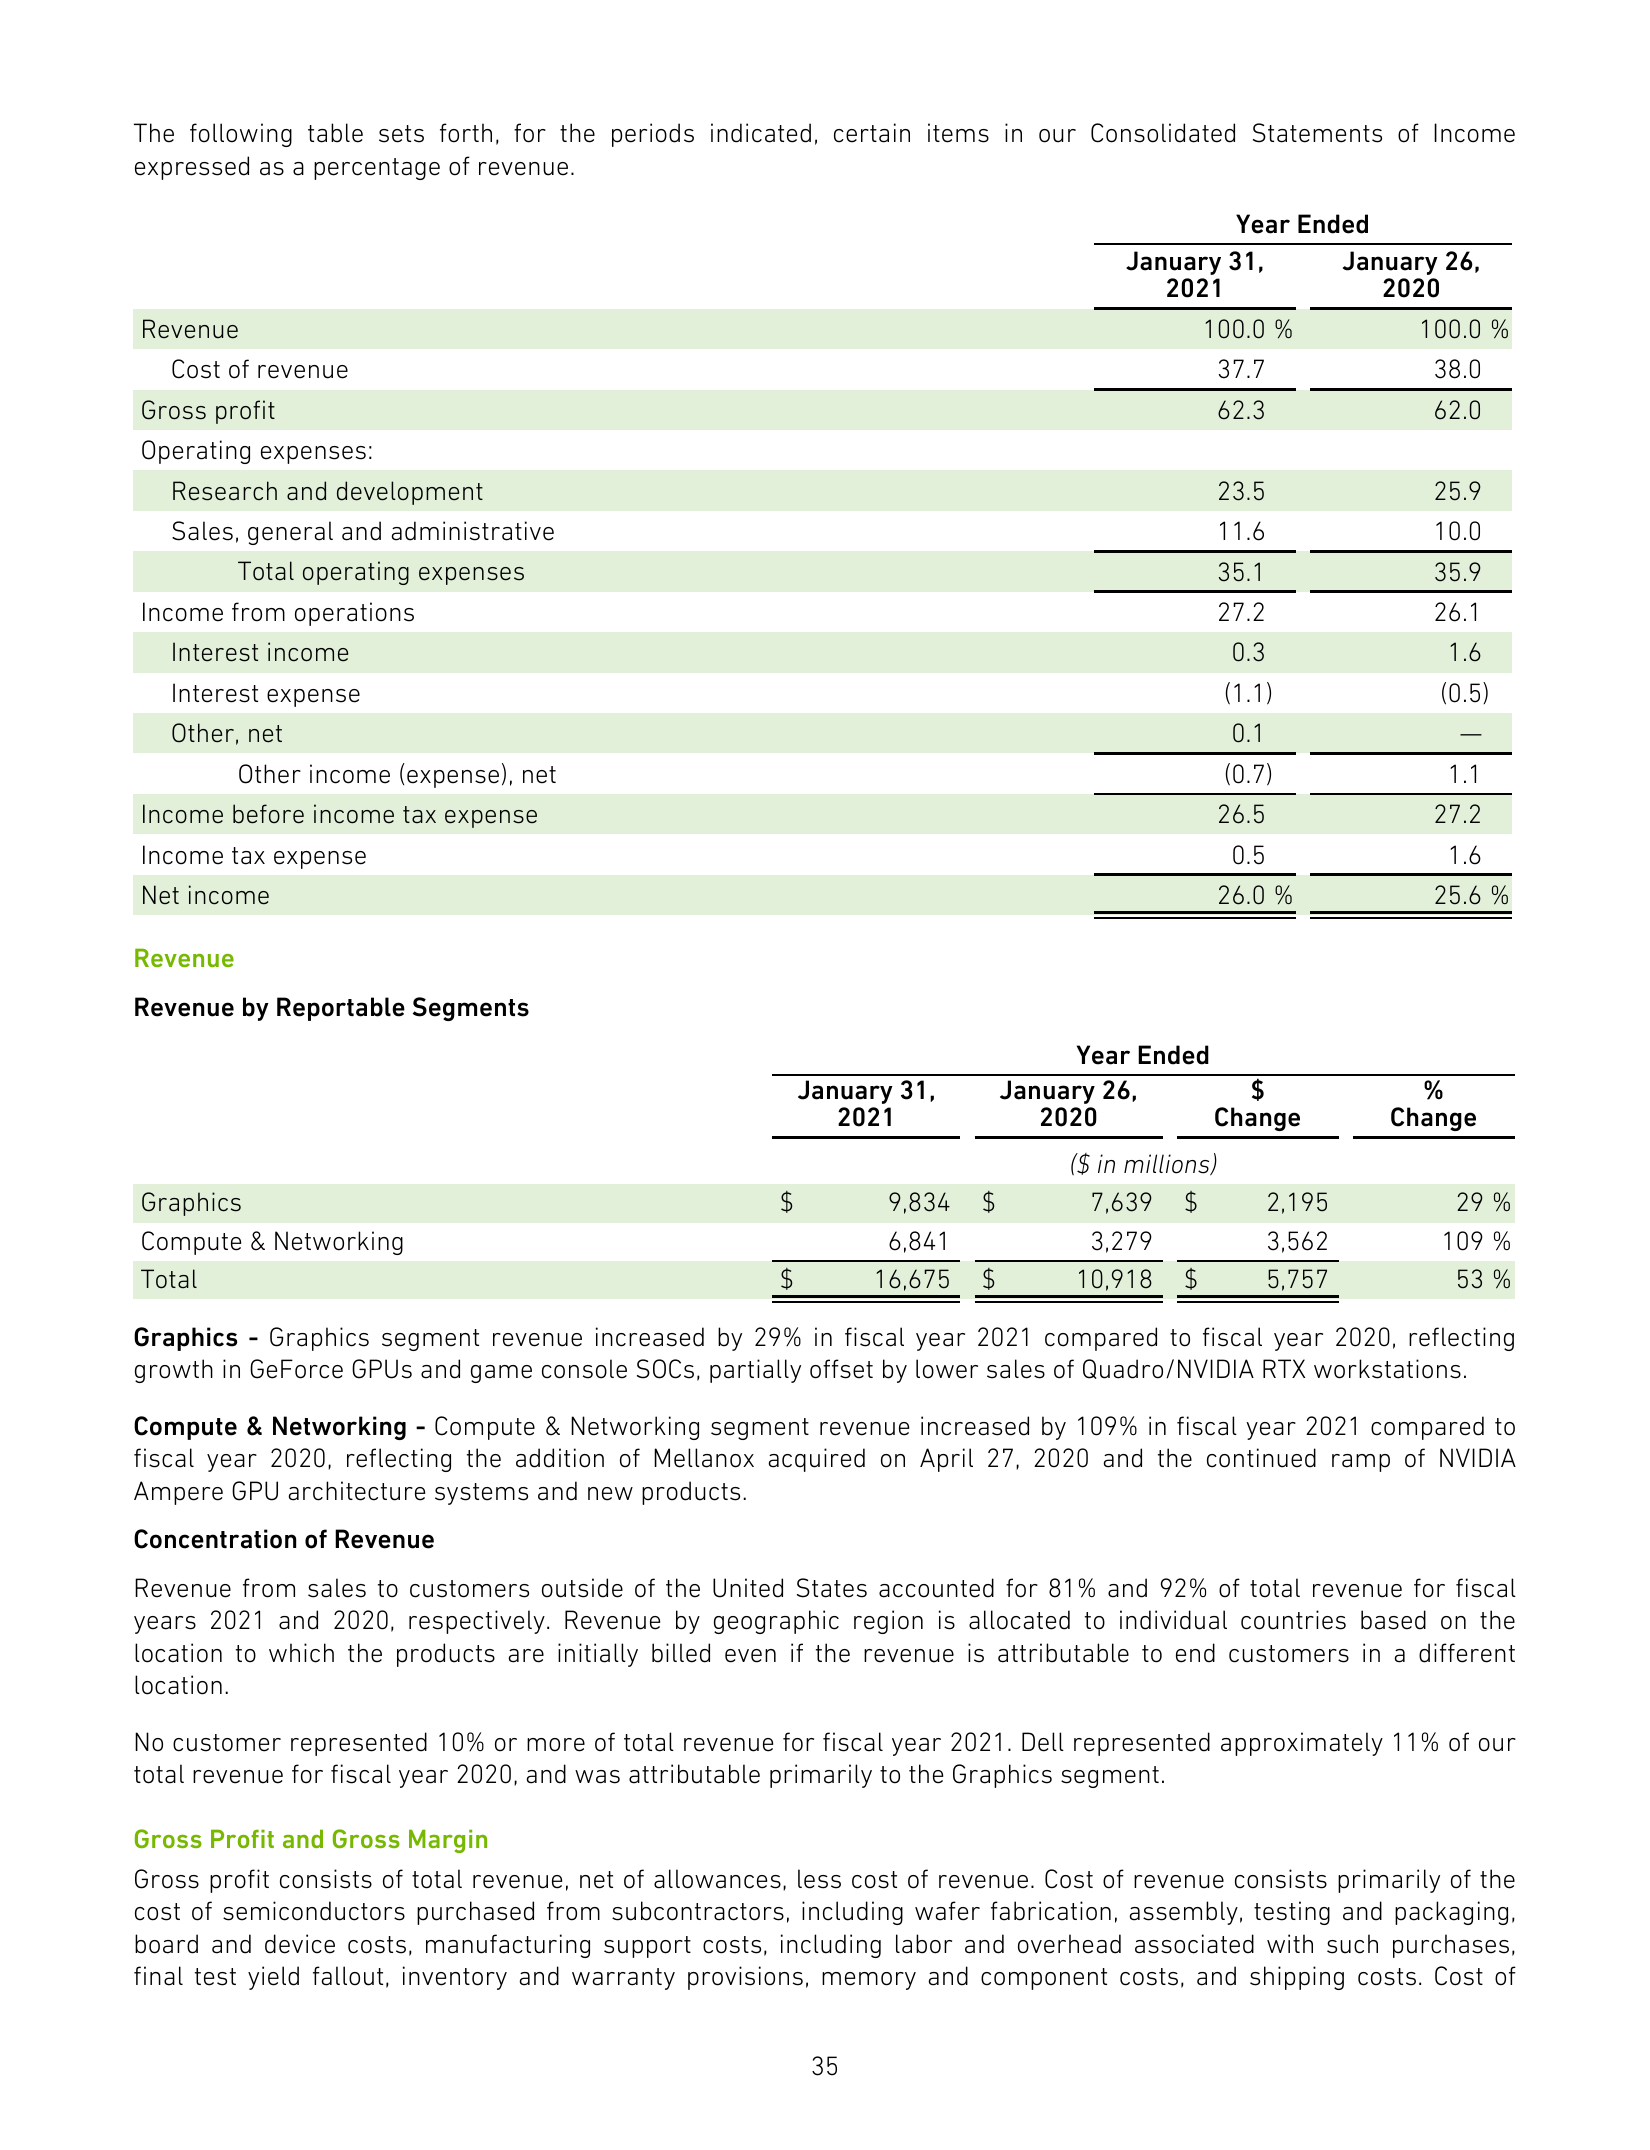 The following table sets forth, for the periods indicated, certain items in our Consolidated Statements of Income
expressed as a percentage of revenue.
Year Ended
January 31, 2021 January 26, 2020
Revenue 100.0 % 100.0 %
Cost of revenue 37.7 38.0
Gross profit 62.3 62.0
Operating expenses:
Research and development 23.5 25.9
Sales, general and administrative 11.6 10.0
Total operating expenses 35.1 35.9
Income from operations 27.2 26.1
Interest income 0.3 1.6
Interest expense (1.1) (0.5)
Other, net 0.1 —
Other income (expense), net (0.7) 1.1
Income before income tax expense 26.5 27.2
Income tax expense 0.5 1.6
Net income 26.0 % 25.6 %
Revenue
Revenue by Reportable Segments
Year Ended
January 31, 2021 January 26, 2020 $ Change % Change
($ in millions)
Graphics $ 9,834 $ 7,639 $ 2,195 29 %
Compute & Networking 6,841 3,279 3,562 109 %
Total $ 16,675 $ 10,918 $ 5,757 53 %
Graphics - Graphics segment revenue increased by 29% in fiscal year 2021 compared to fiscal year 2020, reflecting
growth in GeForce GPUs and game console SOCs, partially offset by lower sales of Quadro/NVIDIA RTX workstations.
Compute & Networking - Compute & Networking segment revenue increased by 109% in fiscal year 2021 compared to
fiscal year 2020, reflecting the addition of Mellanox acquired on April 27, 2020 and the continued ramp of NVIDIA
Ampere GPU architecture systems and new products.
Concentration of Revenue
Revenue from sales to customers outside of the United States accounted for 81% and 92% of total revenue for fiscal
years 2021 and 2020, respectively. Revenue by geographic region is allocated to individual countries based on the
location to which the products are initially billed even if the revenue is attributable to end customers in a different
location.
No customer represented 10% or more of total revenue for fiscal year 2021. Dell represented approximately 11% of our
total revenue for fiscal year 2020, and was attributable primarily to the Graphics segment.
Gross Profit and Gross Margin
Gross profit consists of total revenue, net of allowances, less cost of revenue. Cost of revenue consists primarily of the
cost of semiconductors purchased from subcontractors, including wafer fabrication, assembly, testing and packaging,
board and device costs, manufacturing support costs, including labor and overhead associated with such purchases,
final test yield fallout, inventory and warranty provisions, memory and component costs, and shipping costs. Cost of
35